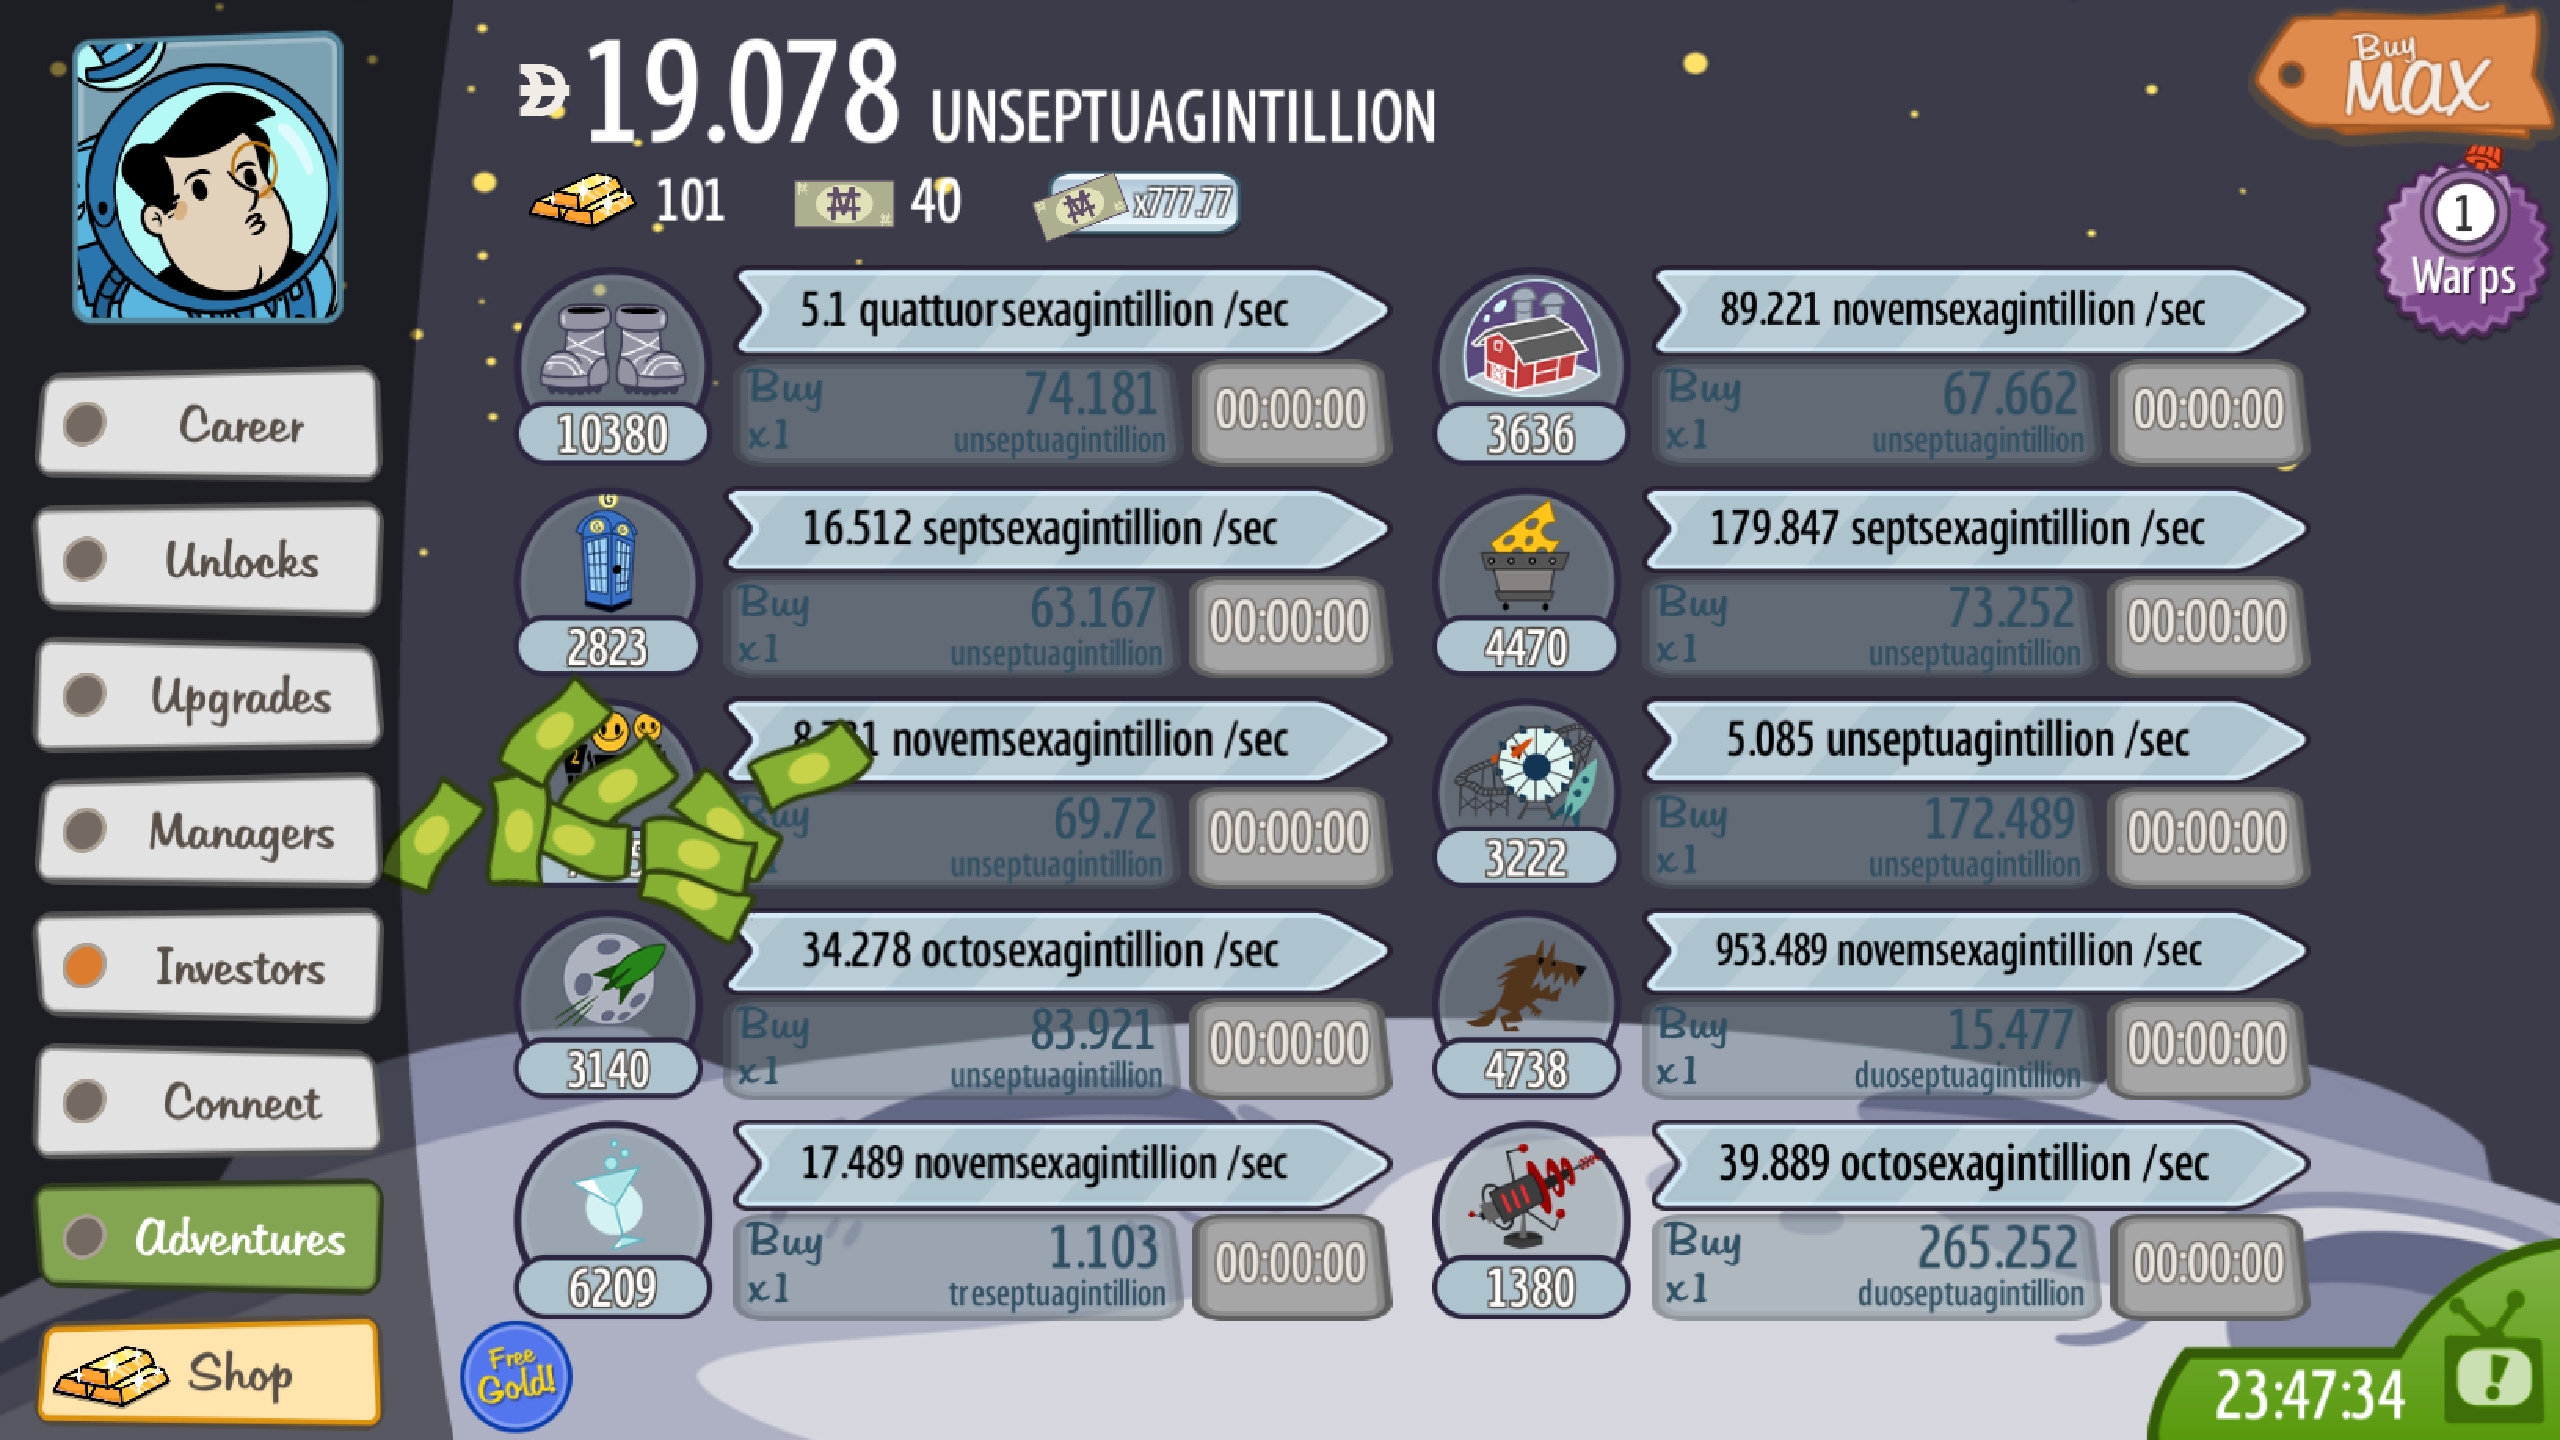 19.078 UNSEPTUAGINTILLION
Buy
MAX
101
40
x777.77
1
Warps
Career
Unlocks
Upgrades
Managers
Investors
Connect
Adventures
Shop
5.1 quattuorsexagintillion /sec
Buy 74.181
x1 unseptuagintillion
00:00:00
10380
89.221 novemsexagintillion /sec
Buy 67.662
x1 unseptuagintillion
00:00:00
3636
16.512 septsexagintillion /sec
Buy 63.167
x1 unseptuagintillion
00:00:00
2823
179.847 septsexagintillion /sec
Buy 73.252
x1 unseptuagintillion
00:00:00
4470
novemsexagintillion /sec
Buy 69.72
unseptuagintillion
00:00:00
5.085 unseptuagintillion /sec
Buy 172.489
x1 unseptuagintillion
00:00:00
3222
34.278 octosexagintillion /sec
Buy 83.921
x1 unseptuagintillion
00:00:00
3140
953.489 novemsexagintillion /sec
Buy 15.477
x1 duoseptuagintillion
00:00:00
4738
17.489 novemsexagintillion /sec
Buy 1.103
x1 treseptuagintillion
00:00:00
6209
39.889 octosexagintillion /sec
Buy 265.252
x1 duoseptuagintillion
00:00:00
1380
Free
Gold!
23:47:34